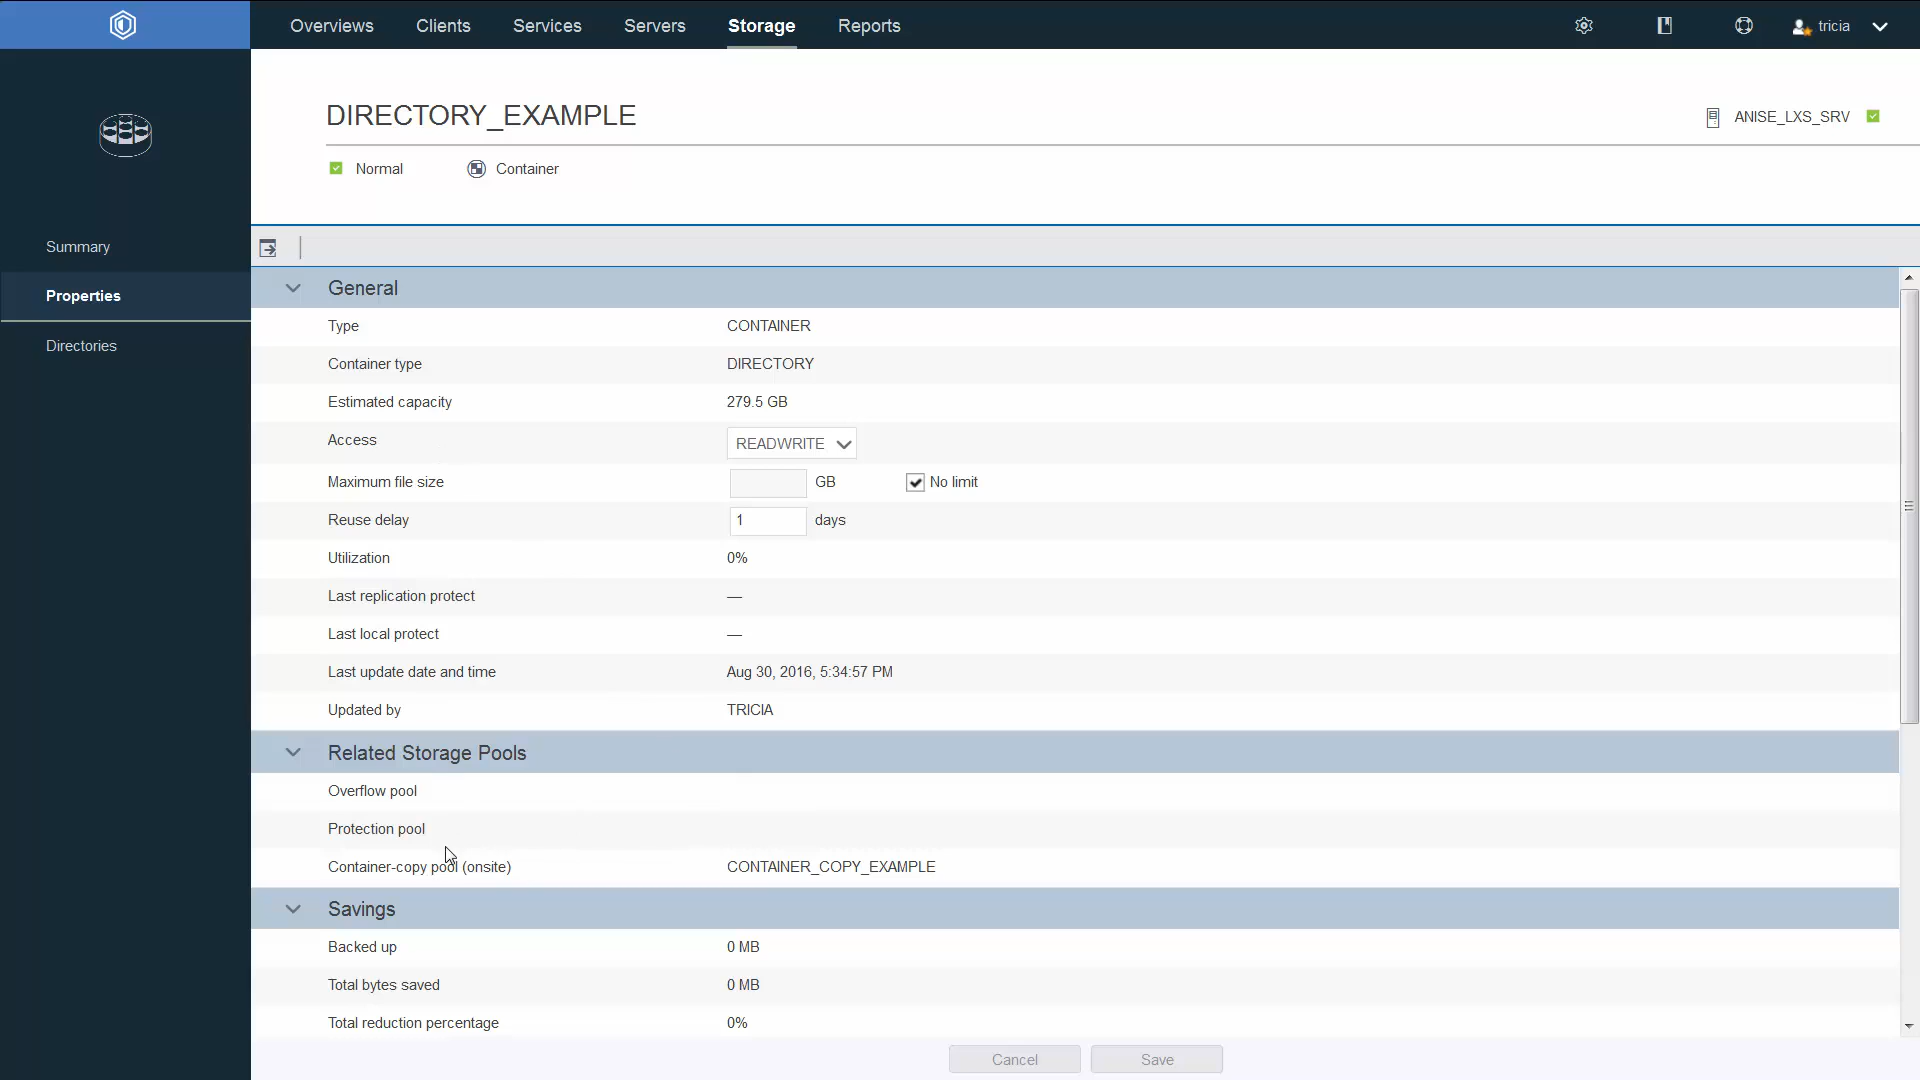 Overviews Clients Services Servers Storage Reports tricia
DIRECTORY_EXAMPLE
ANISE_LXS_SRV
Normal Container
Summary
Properties
Directories
General
Type CONTAINER
Container type DIRECTORY
Estimated capacity 279.5 GB
Access READWRITE
Maximum file size GB No limit
Reuse delay 1 days
Utilization 0%
Last replication protect —
Last local protect —
Last update date and time Aug 30, 2016, 5:34:57 PM
Updated by TRICIA
Related Storage Pools
Overflow pool
Protection pool
Container-copy pool (onsite) CONTAINER_COPY_EXAMPLE
Savings
Backed up 0 MB
Total bytes saved 0 MB
Total reduction percentage 0%
Cancel Save